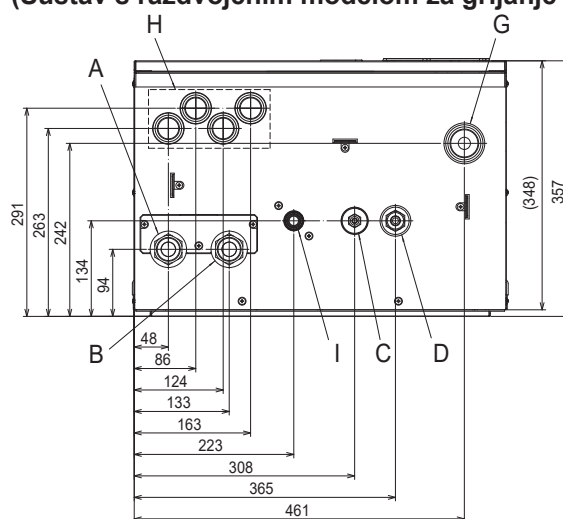 (Sustav s razdvojenim modelom za grijanje
H
G
A
291
263
242
134
94
(348)
357
48
B
I
C
D
86
124
133
163
223
308
365
461